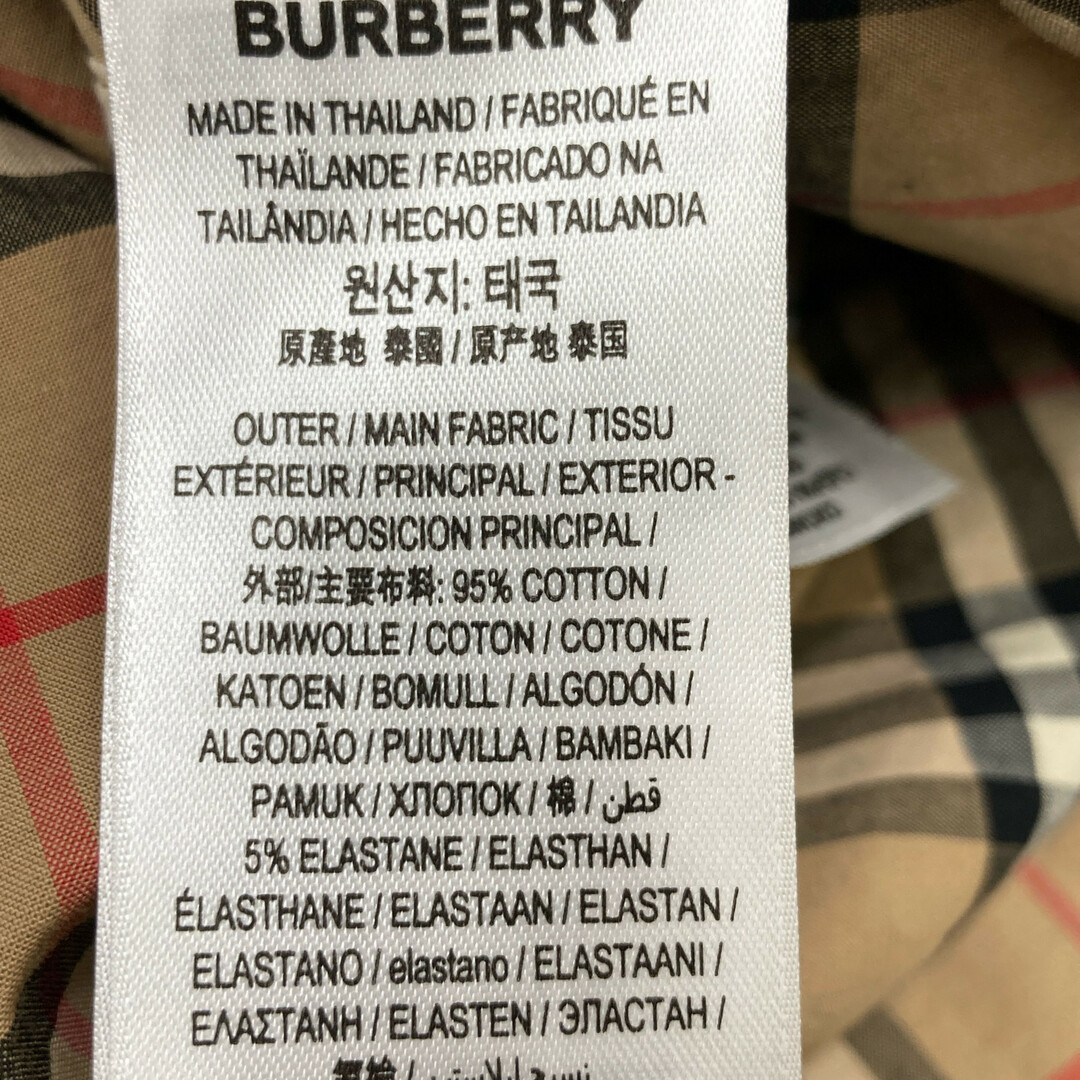 BURBERRY
MADE IN THAILAND / FABRIQUÉ EN
THAÏLANDE / FABRICADO NA
TAILÂNDIA / HECHO EN TAILANDIA
원산지: 태국
原產地 泰國 / 原产地 泰国
OUTER / MAIN FABRIC / TISSU
EXTÉRIEUR / PRINCIPAL / EXTERIOR -
COMPOSICION PRINCIPAL /
外部/主要布料: 95% COTTON /
BAUMWOLLE / COTON / COTONE /
KATOEN / BOMULL / ALGODÓN /
ALGODÃO / PUUVILLA / BAMBAKI /
PAMUK / ХЛОПОК / 棉 / قطن
5% ELASTANE / ELASTHAN /
ÉLASTHANE / ELASTAAN / ELASTAN /
ELASTANO / elastano / ELASTAANI /
ΕΛΑΣΤΑΝΗ / ELASTEN / ЭЛАСТАН /